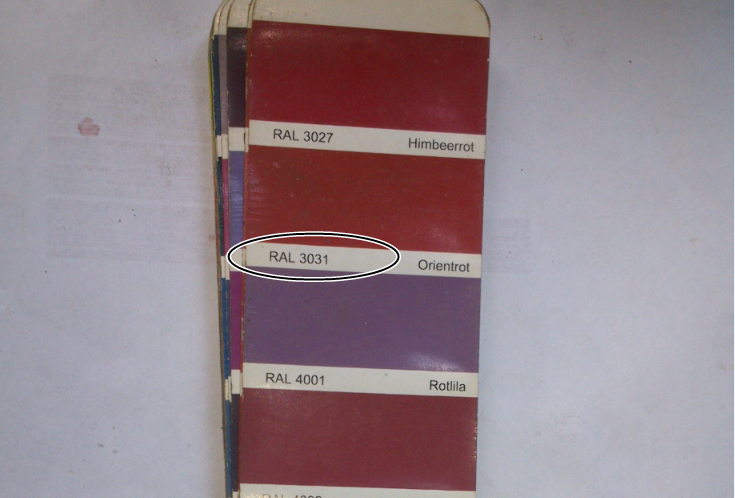 RAL 3027 Himbeerrot
RAL 3031 Orientrot
RAL 4001 Rotlila